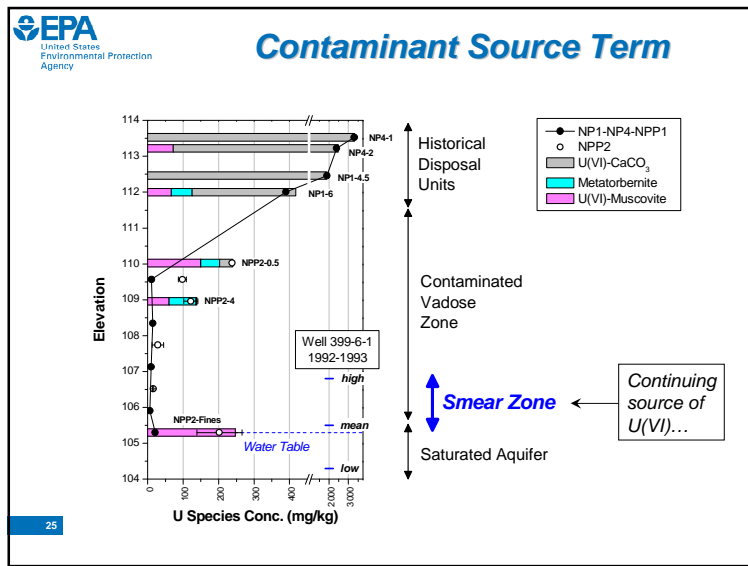 EPA
United States
Environmental Protection
Agency
Contaminant Source Term
114
113
112
111
110
109
108
107
106
105
104
Elevation
0
100
200
300
400
2000
3000
U Species Conc. (mg/kg)
NP4-1
NP4-2
NP1-4.5
NP1-6
NPP2-0.5
NPP2-4
NPP2-Fines
Well 399-6-1
1992-1993
high
mean
low
Water Table
Historical
Disposal
Units
Contaminated
Vadose
Zone
Smear Zone
Saturated Aquifer
NP1-NP4-NPP1
NPP2
U(VI)-CaCO₃
Metatorbernite
U(VI)-Muscovite
Continuing
source of
U(VI)…
25